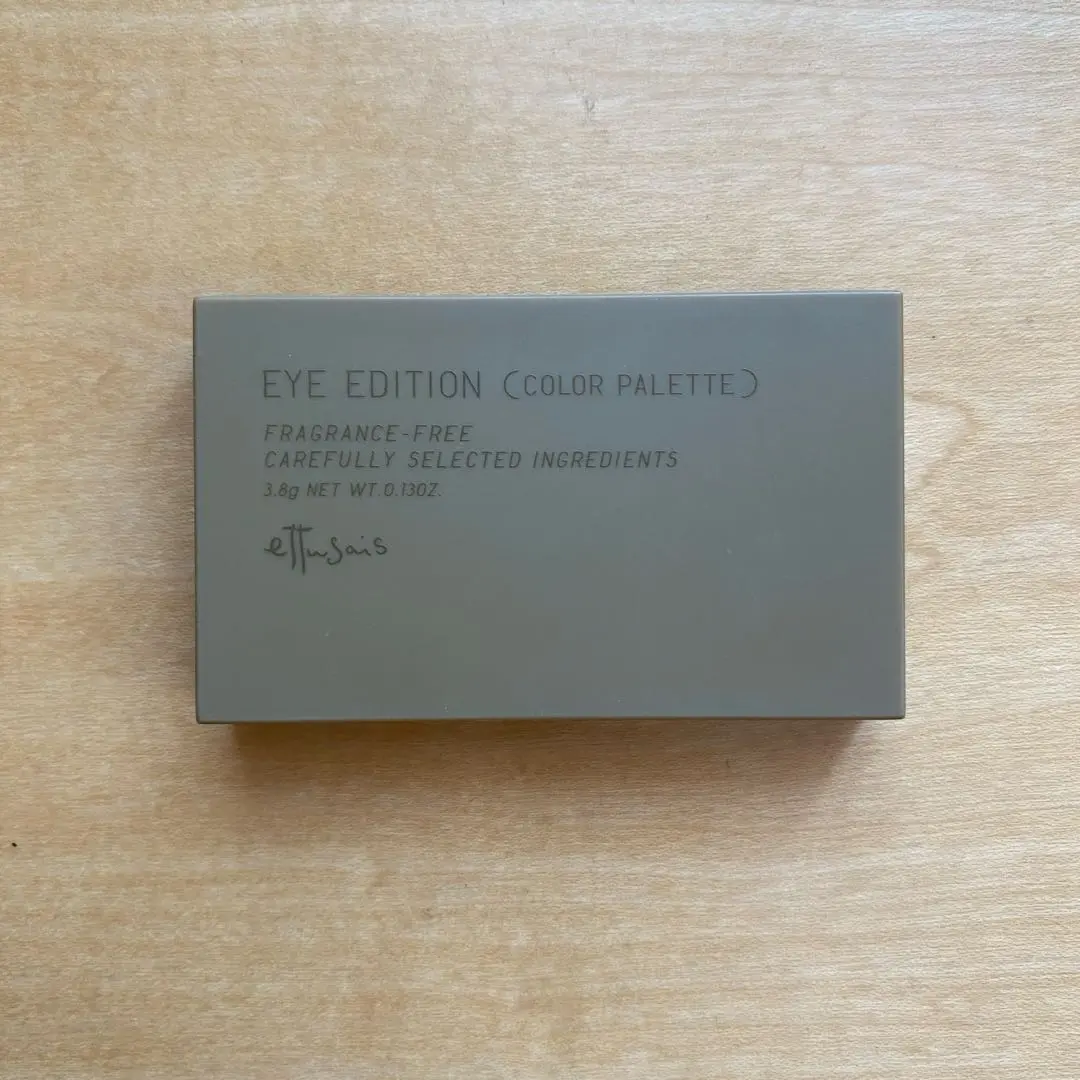 EYE EDITION (COLOR PALETTE)
FRAGRANCE-FREE
CAREFULLY SELECTED INGREDIENTS
3.8g NET WT.0.13OZ.
ettusais